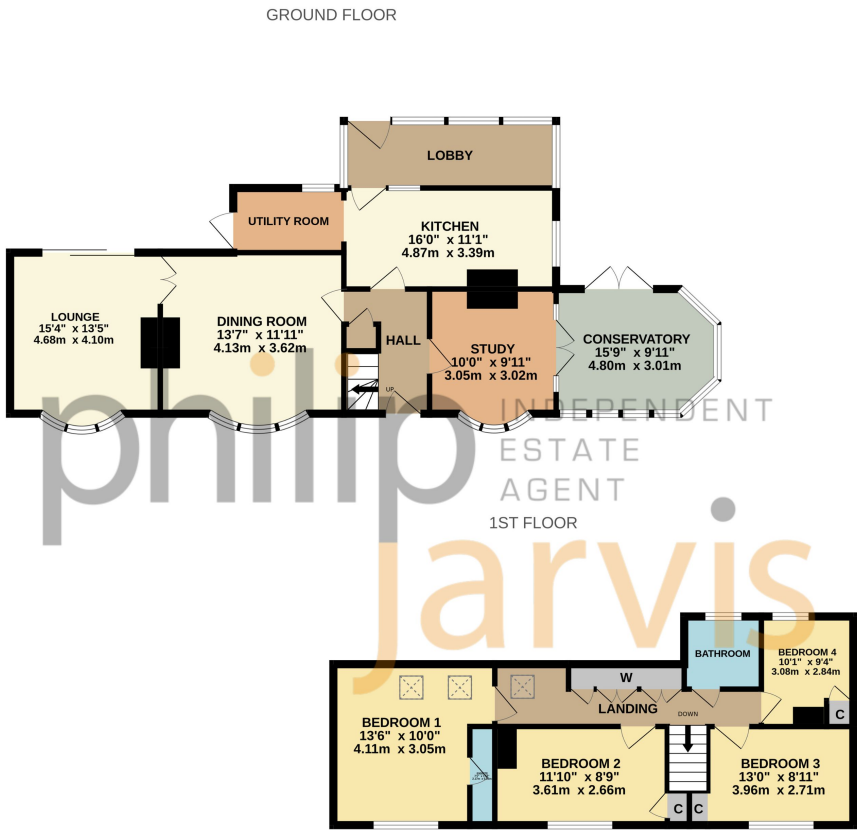 GROUND FLOOR
LOBBY
UTILITY ROOM
KITCHEN
16'0" x 11'1"
4.87m x 3.39m
LOUNGE
15'4" x 13'5"
4.68m x 4.10m
DINING ROOM
13'7" x 11'11"
4.13m x 3.62m
HALL
UP
STUDY
10'0" x 9'11"
3.05m x 3.02m
CONSERVATORY
15'9" x 9'11"
4.80m x 3.01m
philip
INDEPENDENT
ESTATE
AGENT
jarvis
1ST FLOOR
BATHROOM
BEDROOM 4
10'1" x 9'4"
3.08m x 2.84m
C
W
LANDING
DOWN
BEDROOM 1
13'6" x 10'0"
4.11m x 3.05m
BEDROOM 2
11'10" x 8'9"
3.61m x 2.66m
C
C
BEDROOM 3
13'0" x 8'11"
3.96m x 2.71m